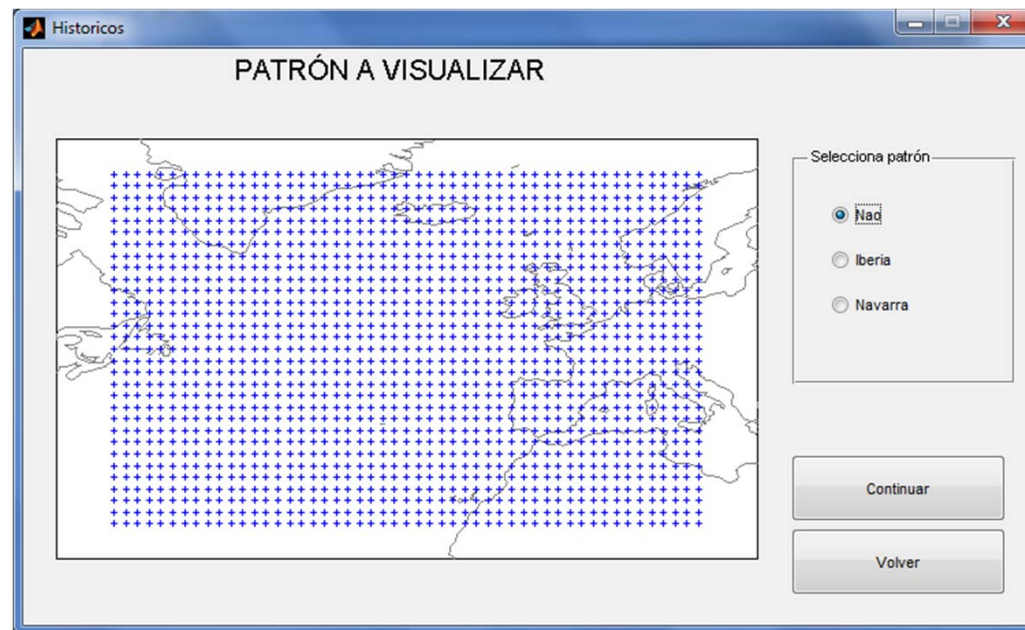 Historicos
PATRÓN A VISUALIZAR
Selecciona patrón
Nao
Iberia
Navarra
Continuar
Volver